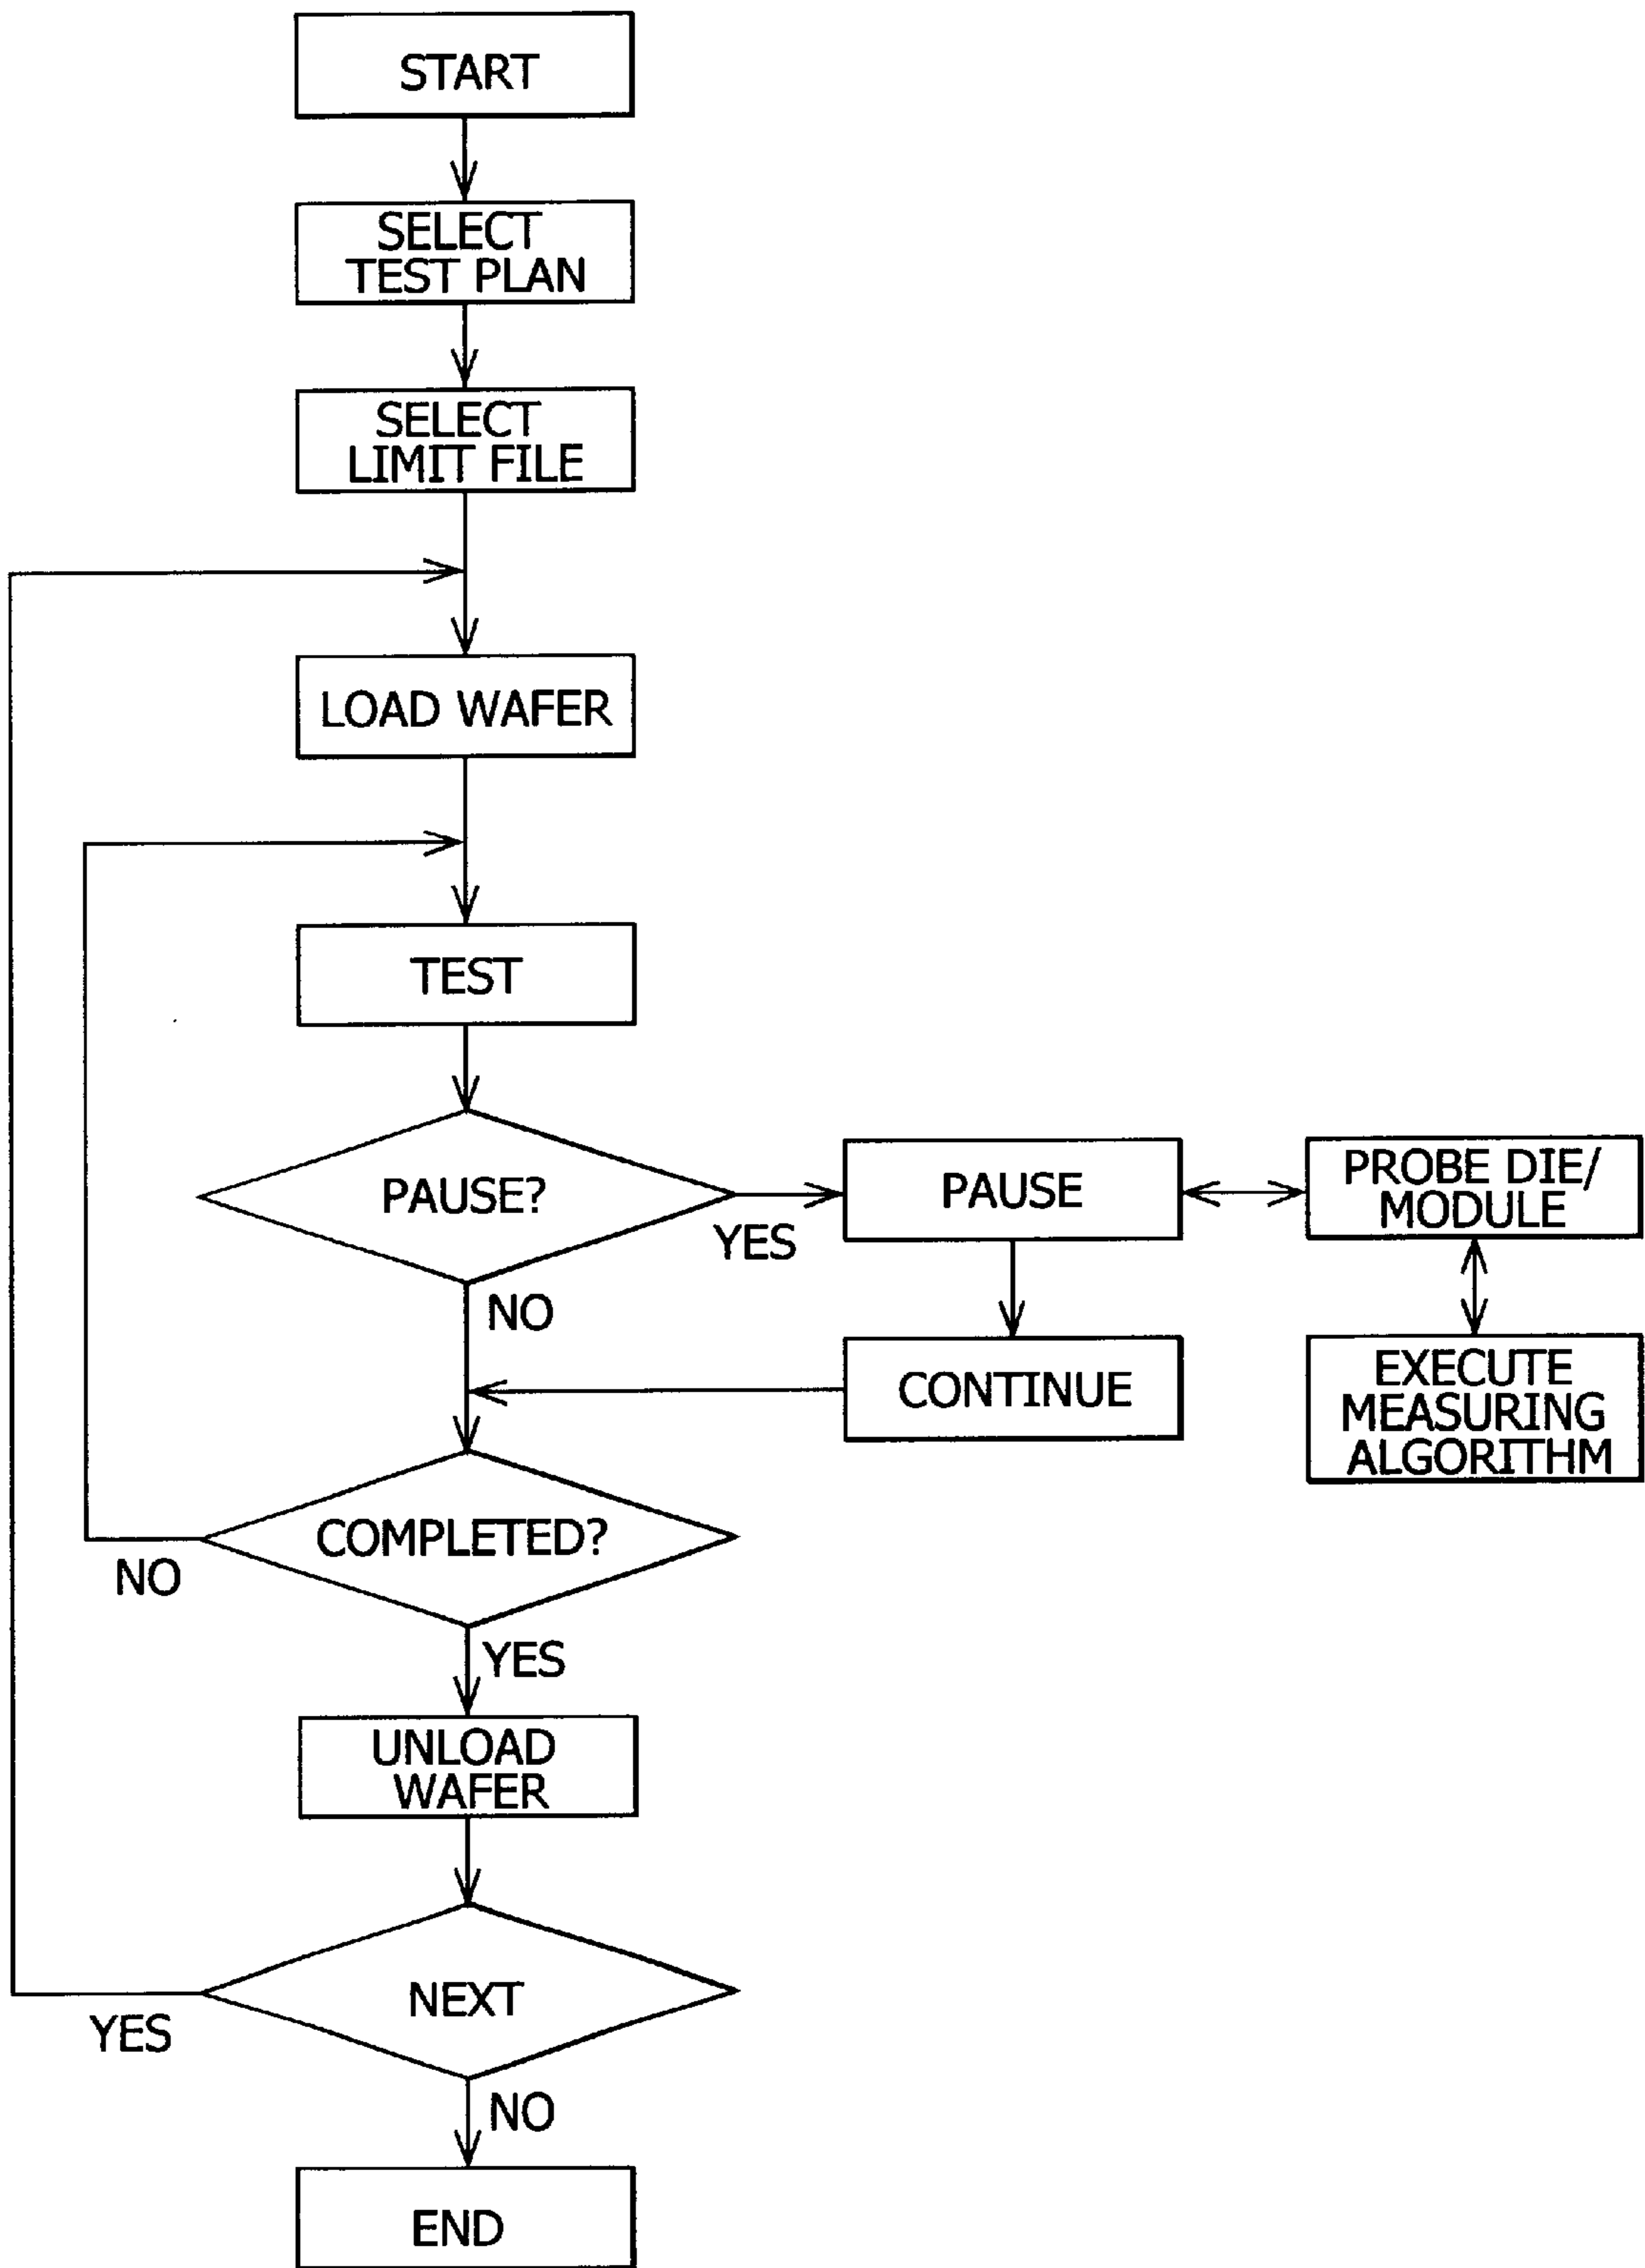 START
SELECT
TEST PLAN
SELECT
LIMIT FILE
LOAD WAFER
TEST
PAUSE?
YES
NO
PAUSE
PROBE DIE/
MODULE
CONTINUE
EXECUTE
MEASURING
ALGORITHM
COMPLETED?
NO
YES
UNLOAD
WAFER
NEXT
YES
NO
END